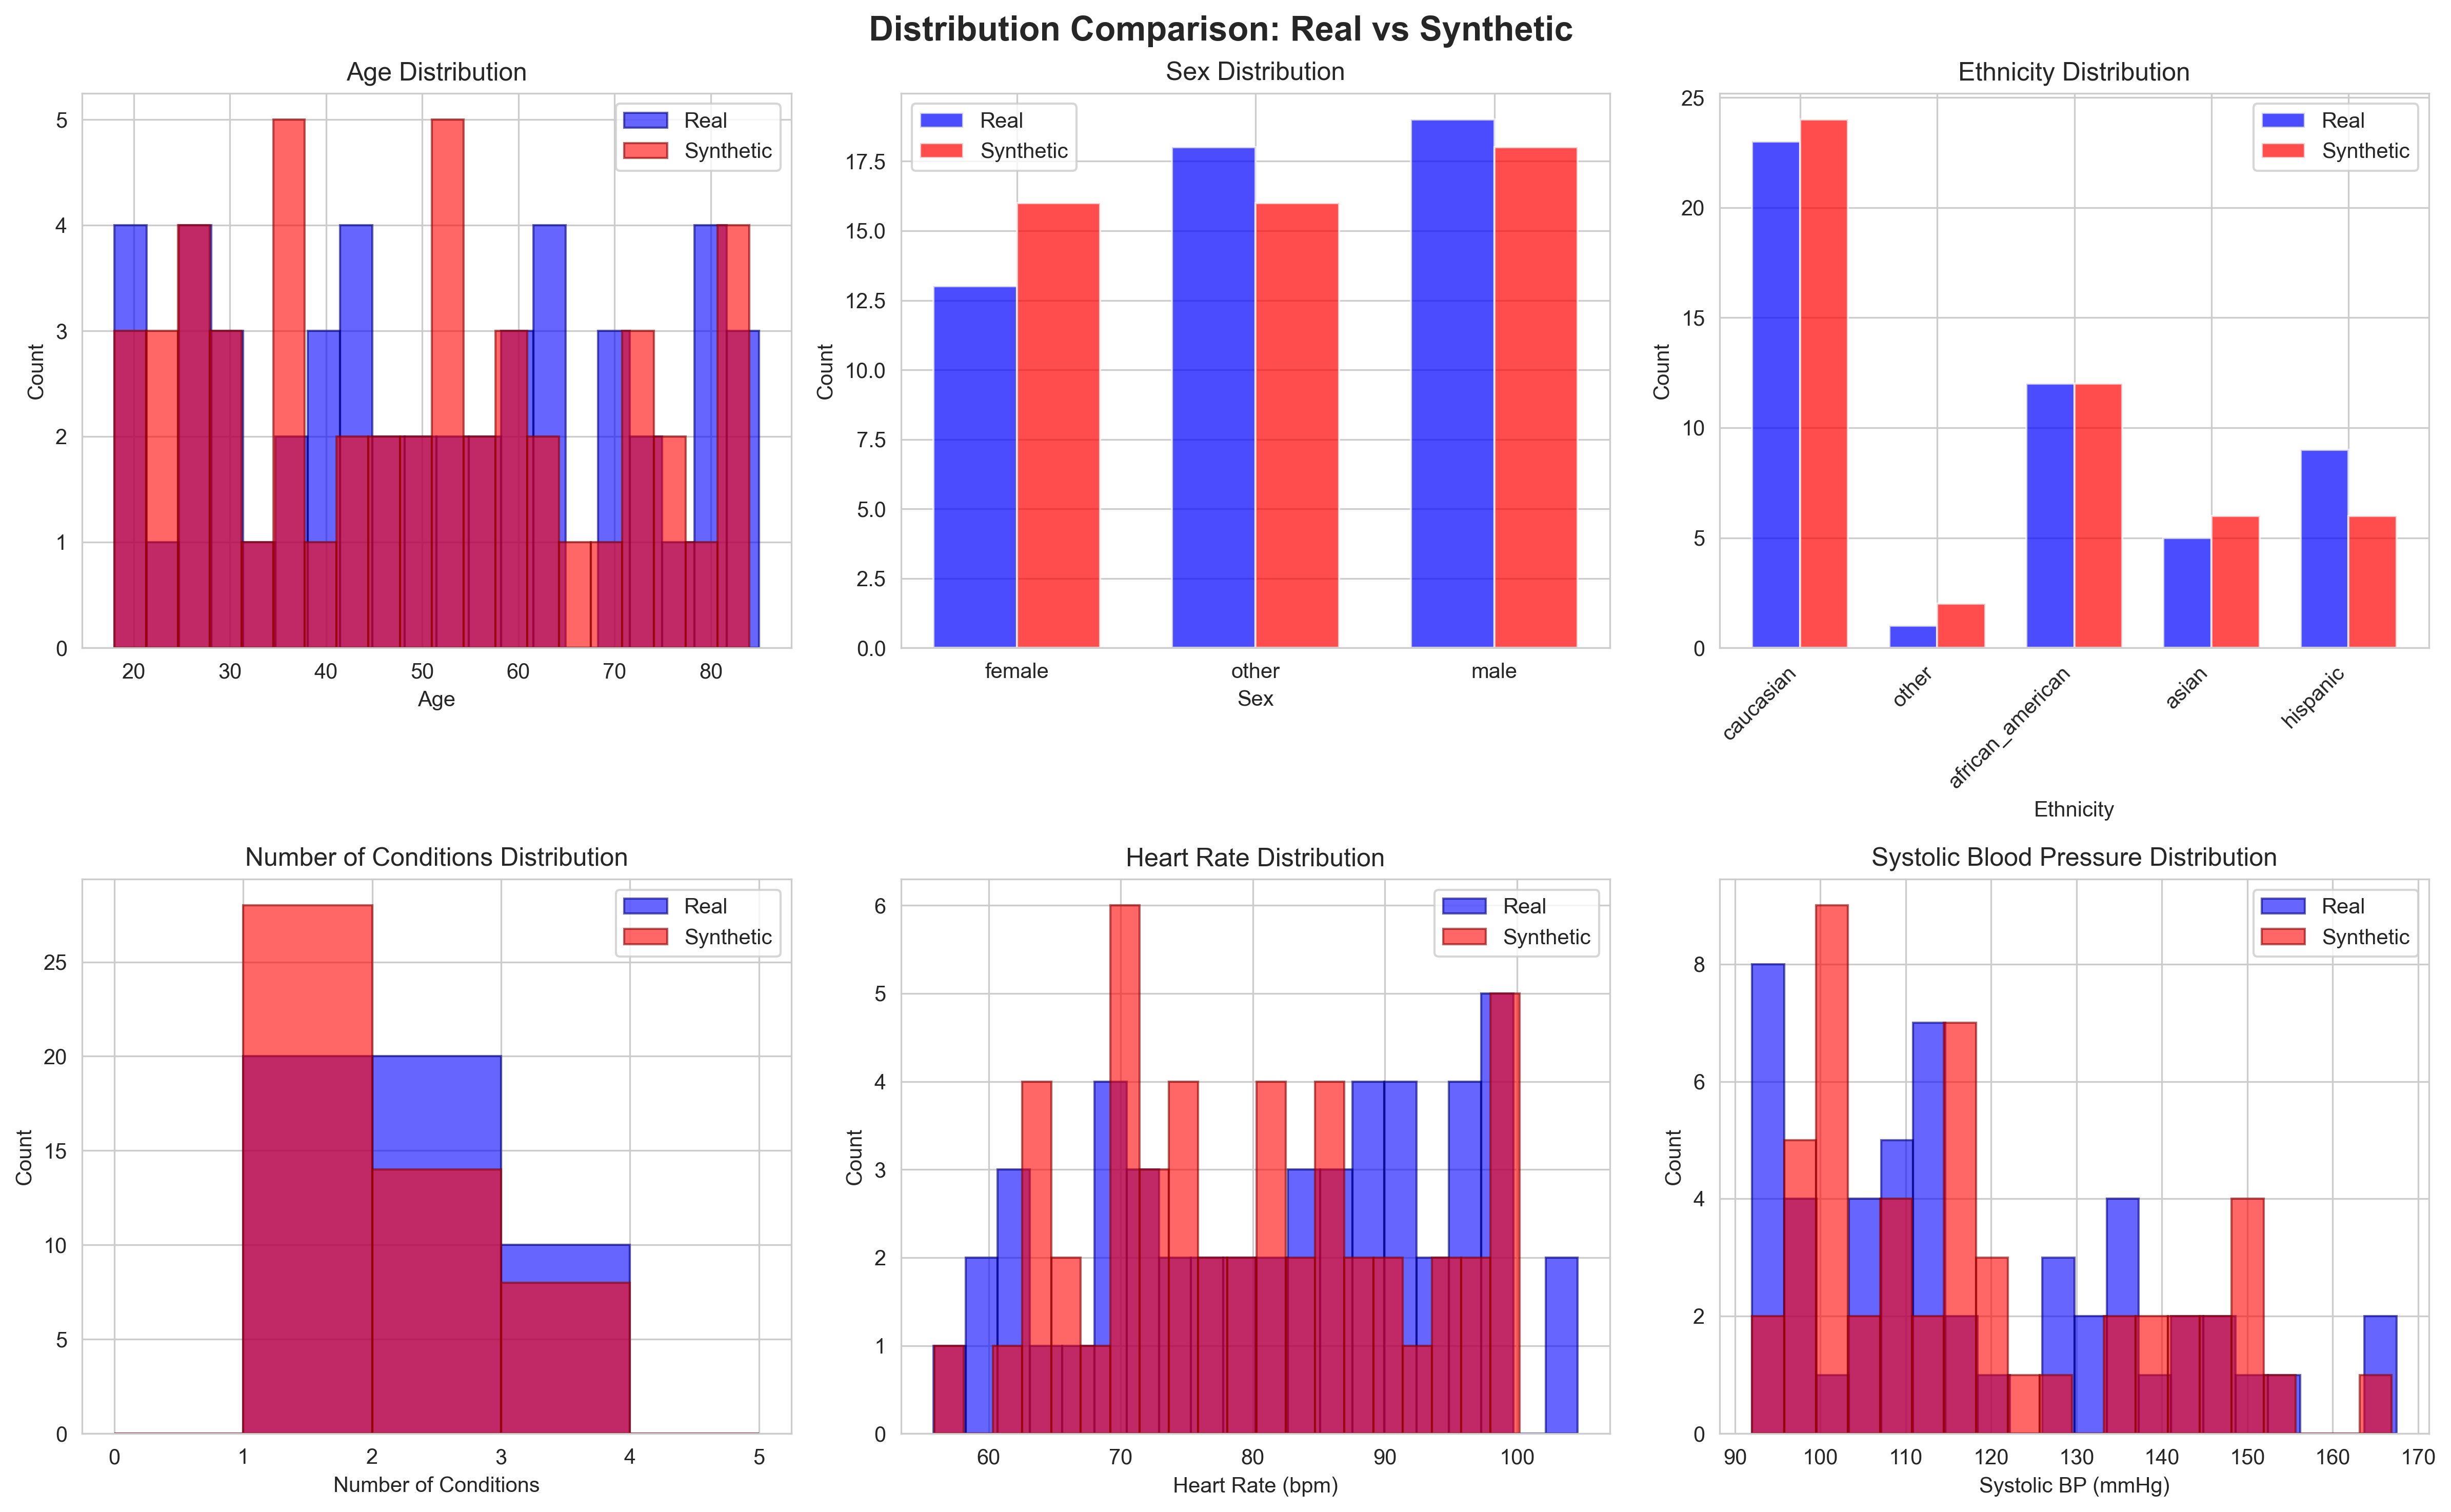 Distribution Comparison: Real vs Synthetic
Age Distribution
Real
Synthetic
5
4
3
2
1
0
Count
20 30 40 50 60 70 80
Age
Sex Distribution
Real
Synthetic
17.5
15.0
12.5
10.0
7.5
5.0
2.5
0.0
Count
female other male
Sex
Ethnicity Distribution
Real
Synthetic
25
20
15
10
5
0
Count
caucasian
other
african_american
asian
hispanic
Ethnicity
Number of Conditions Distribution
Real
Synthetic
25
20
15
10
5
0
Count
0 1 2 3 4 5
Number of Conditions
Heart Rate Distribution
Real
Synthetic
6
5
4
3
2
1
0
Count
60 70 80 90 100
Heart Rate (bpm)
Systolic Blood Pressure Distribution
Real
Synthetic
8
6
4
2
0
Count
90 100 110 120 130 140 150 160 170
Systolic BP (mmHg)